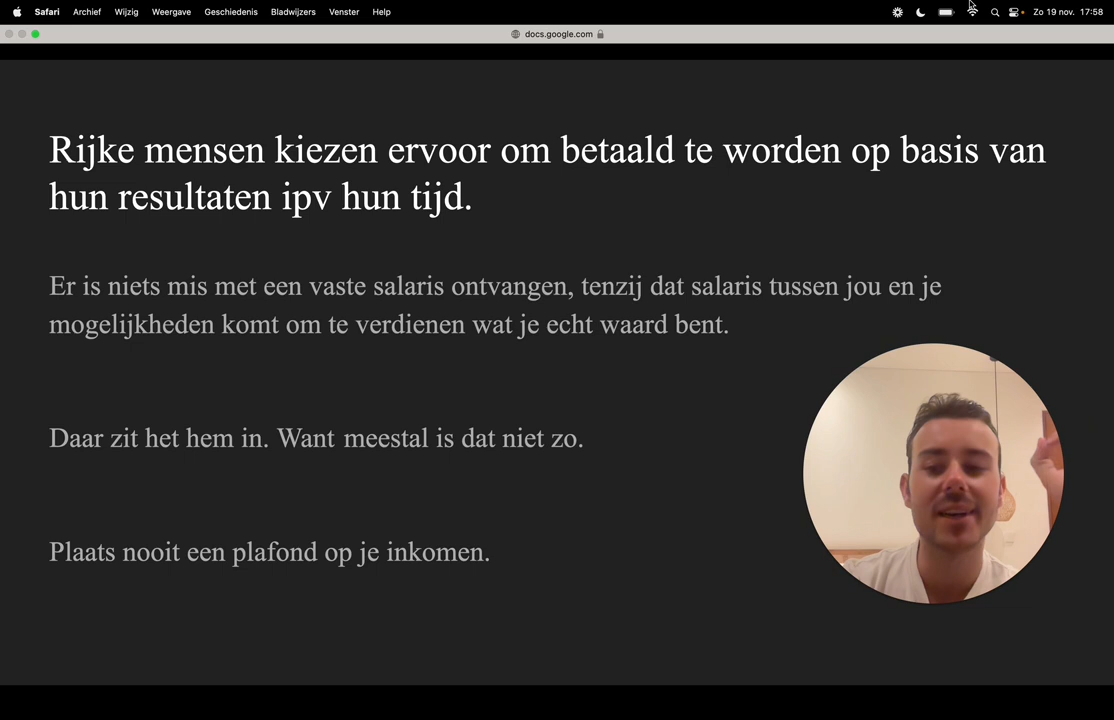 Safari Archief Wijzig Weergave Geschiedenis Bladwijzers Venster Help Zo 19 nov. 17:58
docs.google.com
Rijke mensen kiezen ervoor om betaald te worden op basis van
hun resultaten ipv hun tijd.
Er is niets mis met een vaste salaris ontvangen, tenzij dat salaris tussen jou en je
mogelijkheden komt om te verdienen wat je echt waard bent.
Daar zit het hem in. Want meestal is dat niet zo.
Plaats nooit een plafond op je inkomen.